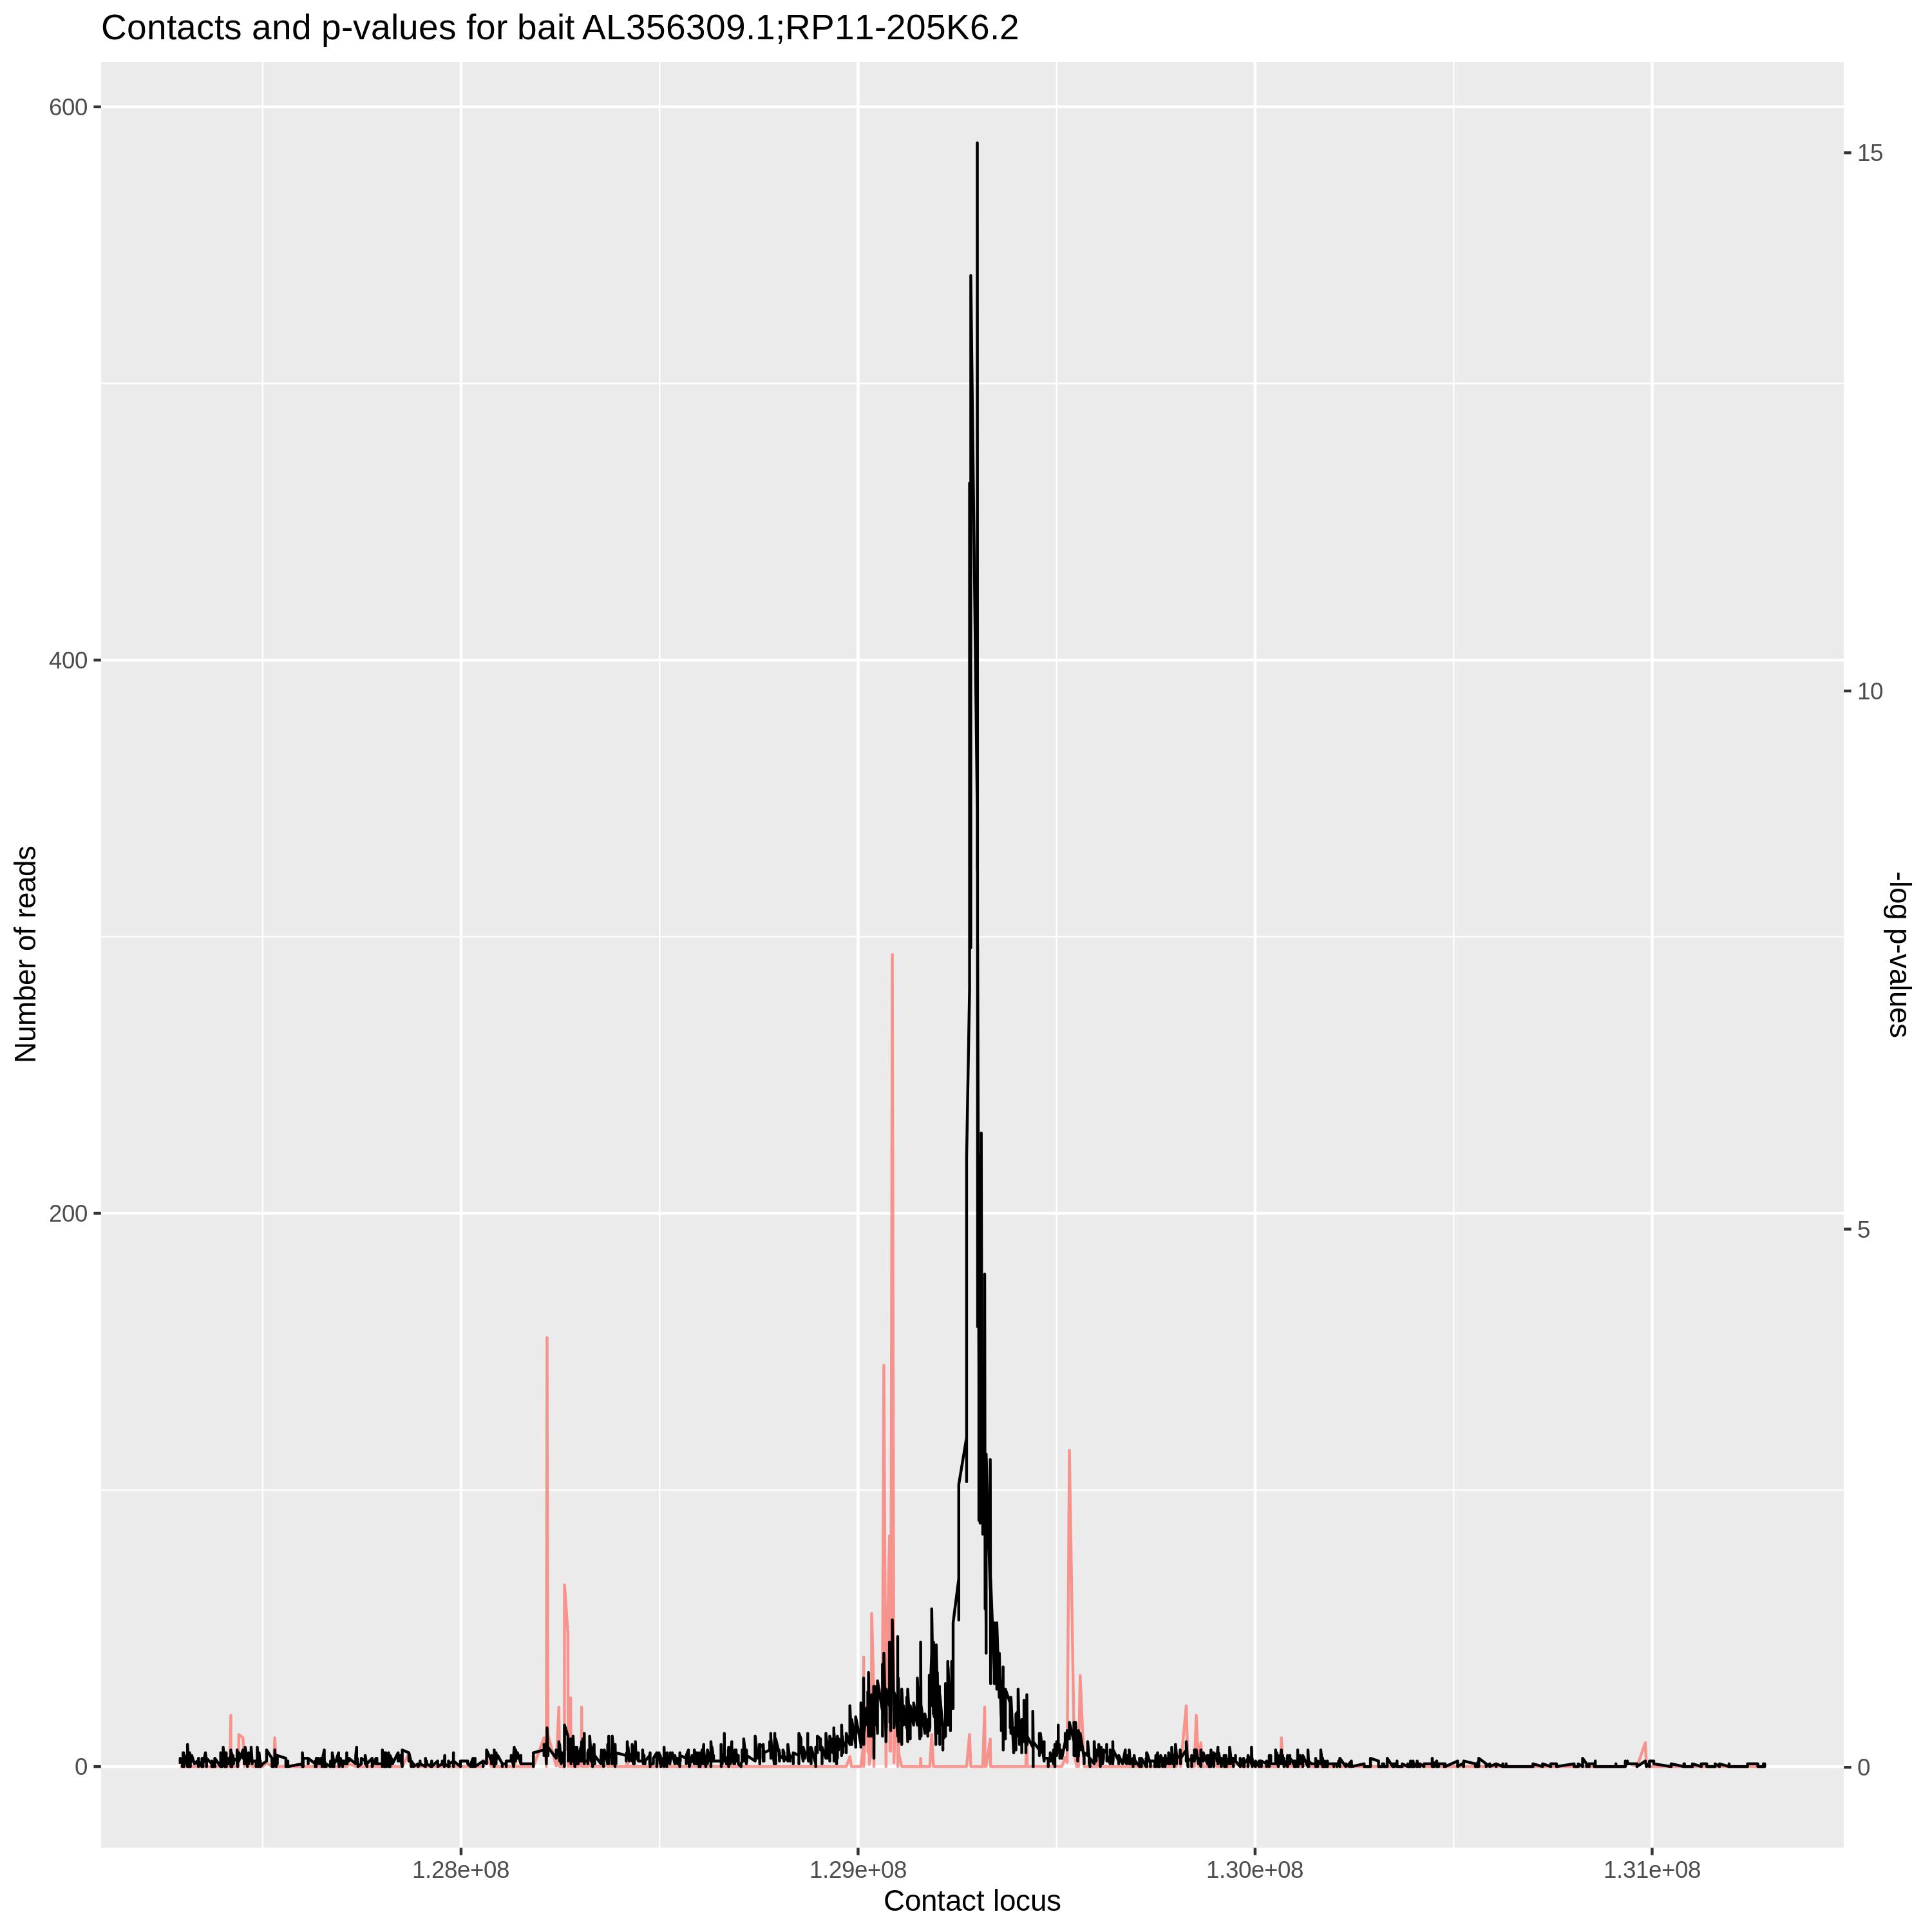 Contacts and p-values for bait AL356309.1;RP11-205K6.2
600
400
200
0
Number of reads
15
10
5
0
-log p-values
1.28e+08
1.29e+08
1.30e+08
1.31e+08
Contact locus